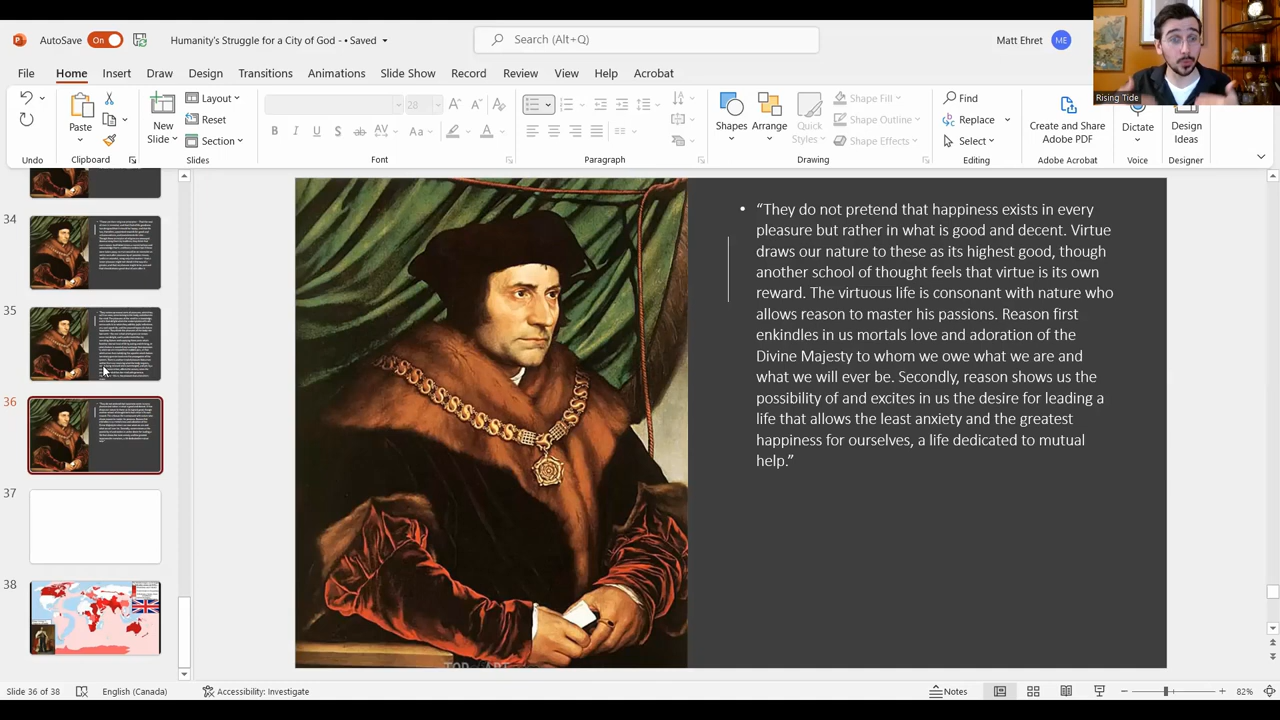 AutoSave On Humanity's Struggle for a City of God - • Saved Search (Alt+Q) Matt Ehret ME
File Home Insert Draw Design Transitions Animations Slide Show Record Review View Help Acrobat
Rising Tide
Paste New Slide Layout Reset Section 28 Shapes Arrange Quick Styles Shape Fill Shape Outline Shape Effects Find Replace Select Create and Share Adobe PDF Dictate Design Ideas
Undo Clipboard Slides Font Paragraph Drawing Editing Adobe Acrobat Voice Designer
34
35
36
37
38
• “They do not pretend that happiness exists in every
pleasure but rather in what is good and decent. Virtue
draws our nature to these as its highest good, though
another school of thought feels that virtue is its own
reward. The virtuous life is consonant with nature who
allows reason to master his passions. Reason first
enkindles in us mortals love and adoration of the
Divine Majesty to whom we owe what we are and
what we will ever be. Secondly, reason shows us the
possibility of and excites in us the desire for leading a
life that allows the least anxiety and the greatest
happiness for ourselves, a life dedicated to mutual
help.”
Slide 36 of 38 English (Canada) Accessibility: Investigate Notes 82%